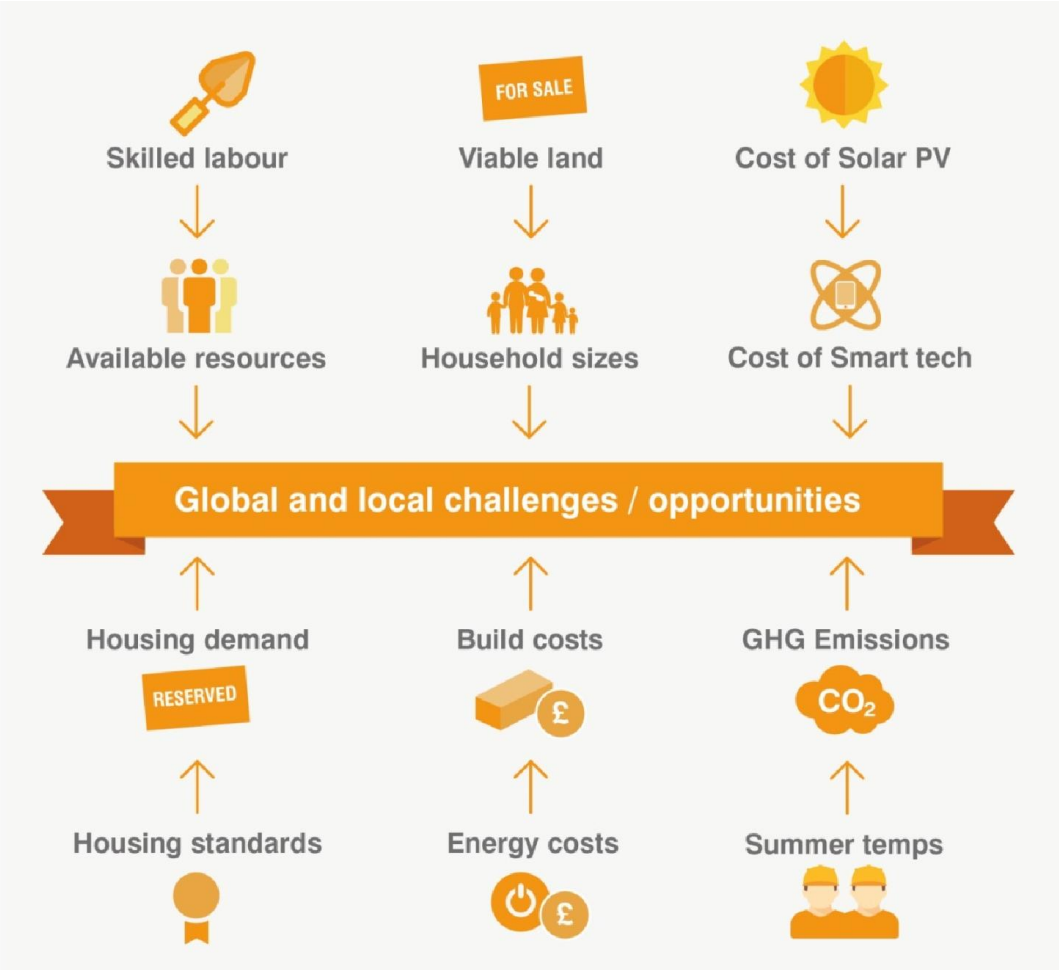 FOR SALE
Skilled labour
Viable land
Cost of Solar PV
Available resources
Household sizes
Cost of Smart tech
Global and local challenges / opportunities
Housing demand
Build costs
GHG Emissions
RESERVED
£
CO₂
Housing standards
Energy costs
Summer temps
£